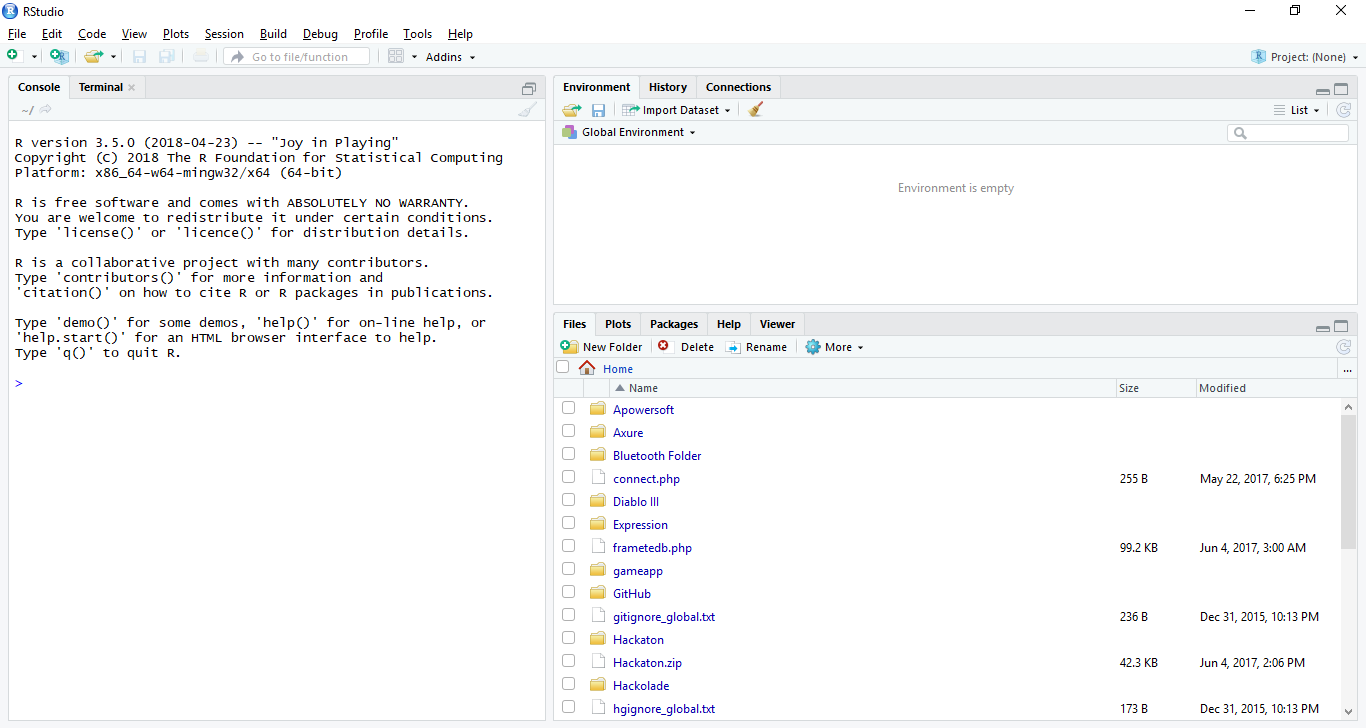 RStudio
File Edit Code View Plots Session Build Debug Profile Tools Help
Go to file/function Addins Project: (None)
Console Terminal
~/
R version 3.5.0 (2018-04-23) -- "Joy in Playing"
Copyright (C) 2018 The R Foundation for Statistical Computing
Platform: x86_64-w64-mingw32/x64 (64-bit)
R is free software and comes with ABSOLUTELY NO WARRANTY.
You are welcome to redistribute it under certain conditions.
Type 'license()' or 'licence()' for distribution details.
R is a collaborative project with many contributors.
Type 'contributors()' for more information and
'citation()' on how to cite R or R packages in publications.
Type 'demo()' for some demos, 'help()' for on-line help, or
'help.start()' for an HTML browser interface to help.
Type 'q()' to quit R.
>
Environment History Connections
Import Dataset List
Global Environment
Environment is empty
Files Plots Packages Help Viewer
New Folder Delete Rename More
Home ...
Name Size Modified
Apowersoft
Axure
Bluetooth Folder
connect.php 255 B May 22, 2017, 6:25 PM
Diablo III
Expression
frametedb.php 99.2 KB Jun 4, 2017, 3:00 AM
gameapp
GitHub
gitignore_global.txt 236 B Dec 31, 2015, 10:13 PM
Hackaton
Hackaton.zip 42.3 KB Jun 4, 2017, 2:06 PM
Hackolade
hgignore_global.txt 173 B Dec 31, 2015, 10:13 PM